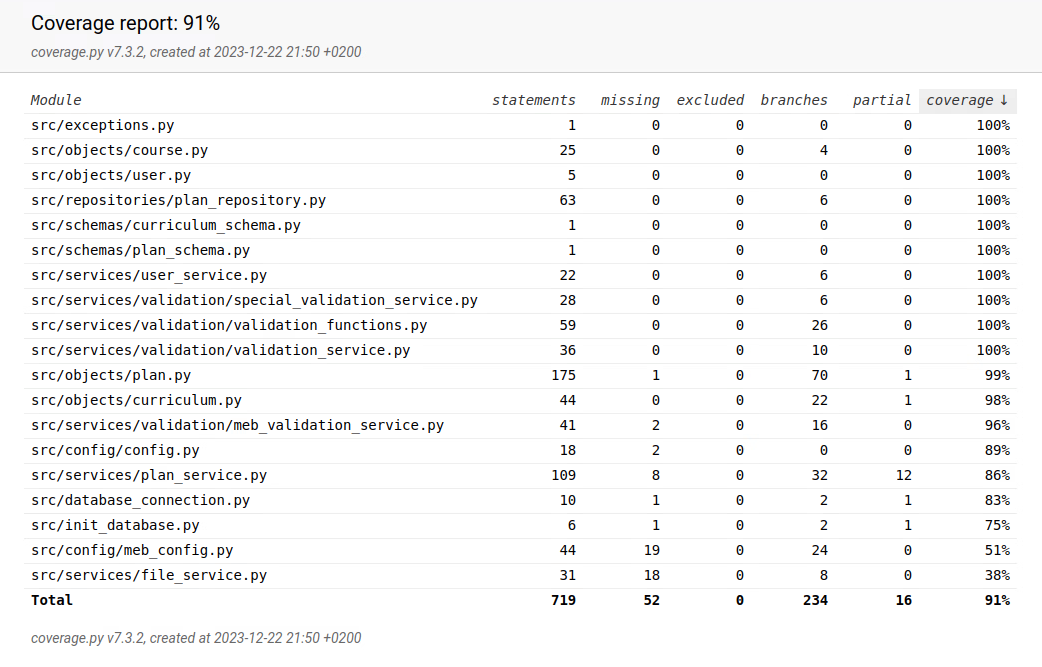 Coverage report: 91%
coverage.py v7.3.2, created at 2023-12-22 21:50 +0200
Module statements missing excluded branches partial coverage ↓
src/exceptions.py 1 0 0 0 0 100%
src/objects/course.py 25 0 0 4 0 100%
src/objects/user.py 5 0 0 0 0 100%
src/repositories/plan_repository.py 63 0 0 6 0 100%
src/schemas/curriculum_schema.py 1 0 0 0 0 100%
src/schemas/plan_schema.py 1 0 0 0 0 100%
src/services/user_service.py 22 0 0 6 0 100%
src/services/validation/special_validation_service.py 28 0 0 6 0 100%
src/services/validation/validation_functions.py 59 0 0 26 0 100%
src/services/validation/validation_service.py 36 0 0 10 0 100%
src/objects/plan.py 175 1 0 70 1 99%
src/objects/curriculum.py 44 0 0 22 1 98%
src/services/validation/meb_validation_service.py 41 2 0 16 0 96%
src/config/config.py 18 2 0 0 0 89%
src/services/plan_service.py 109 8 0 32 12 86%
src/database_connection.py 10 1 0 2 1 83%
src/init_database.py 6 1 0 2 1 75%
src/config/meb_config.py 44 19 0 24 0 51%
src/services/file_service.py 31 18 0 8 0 38%
Total 719 52 0 234 16 91%
coverage.py v7.3.2, created at 2023-12-22 21:50 +0200